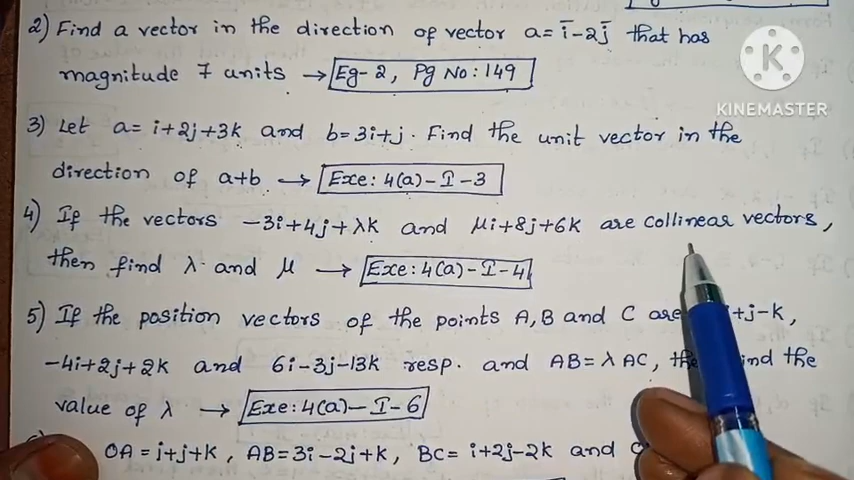 2) Find a vector in the direction of vector a= i̅-2j̅ that has
magnitude 7 units → Eg-2, Pg No: 149
KINEMASTER
3) Let a= i+2j+3k and b=3i+j. Find the unit vector in the
direction of a+b → Exe: 4(a)-I-3
4) If the vectors -3i+4j+λk and μi+8j+6k are collinear vectors,
then find λ and μ → Exe: 4(a)-I-4
5) If the position vectors of the points A, B and C are +j-k,
-4i+2j+2k and 6i-3j-13k resp. and AB=λ AC, the the
value of λ → Exe: 4(a)-I-6
OA = i+j+k, AB=3i-2j+k, BC= i+2j-2k and